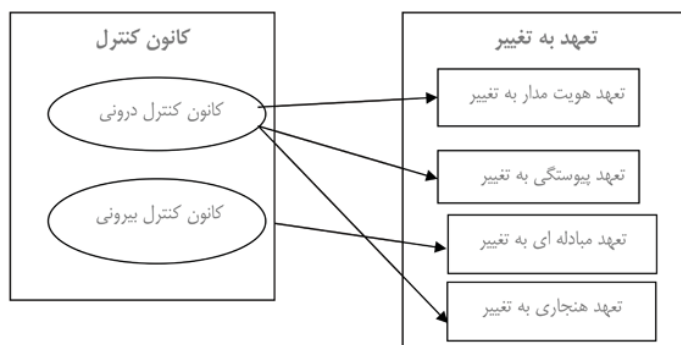 کانون کنترل
کانون کنترل درونی
کانون کنترل بیرونی
تعهد به تغییر
تعهد هویت مدار به تغییر
تعهد پیوستگی به تغییر
تعهد مبادله ای به تغییر
تعهد هنجاری به تغییر